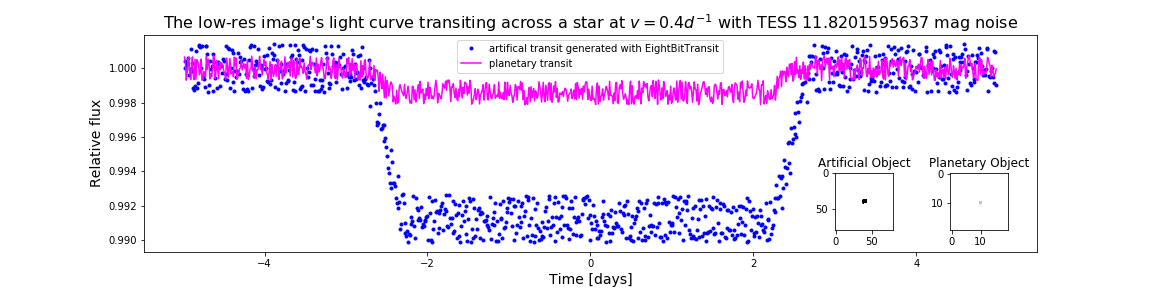 The low-res image's light curve transiting across a star at v = 0.4d⁻¹ with TESS 11.8201595637 mag noise
artifical transit generated with EightBitTransit
planetary transit
Relative flux
1.000
0.998
0.996
0.994
0.992
0.990
Artificial Object
0
50
0
50
Planetary Object
0
10
0
10
−4
−2
0
2
4
Time [days]